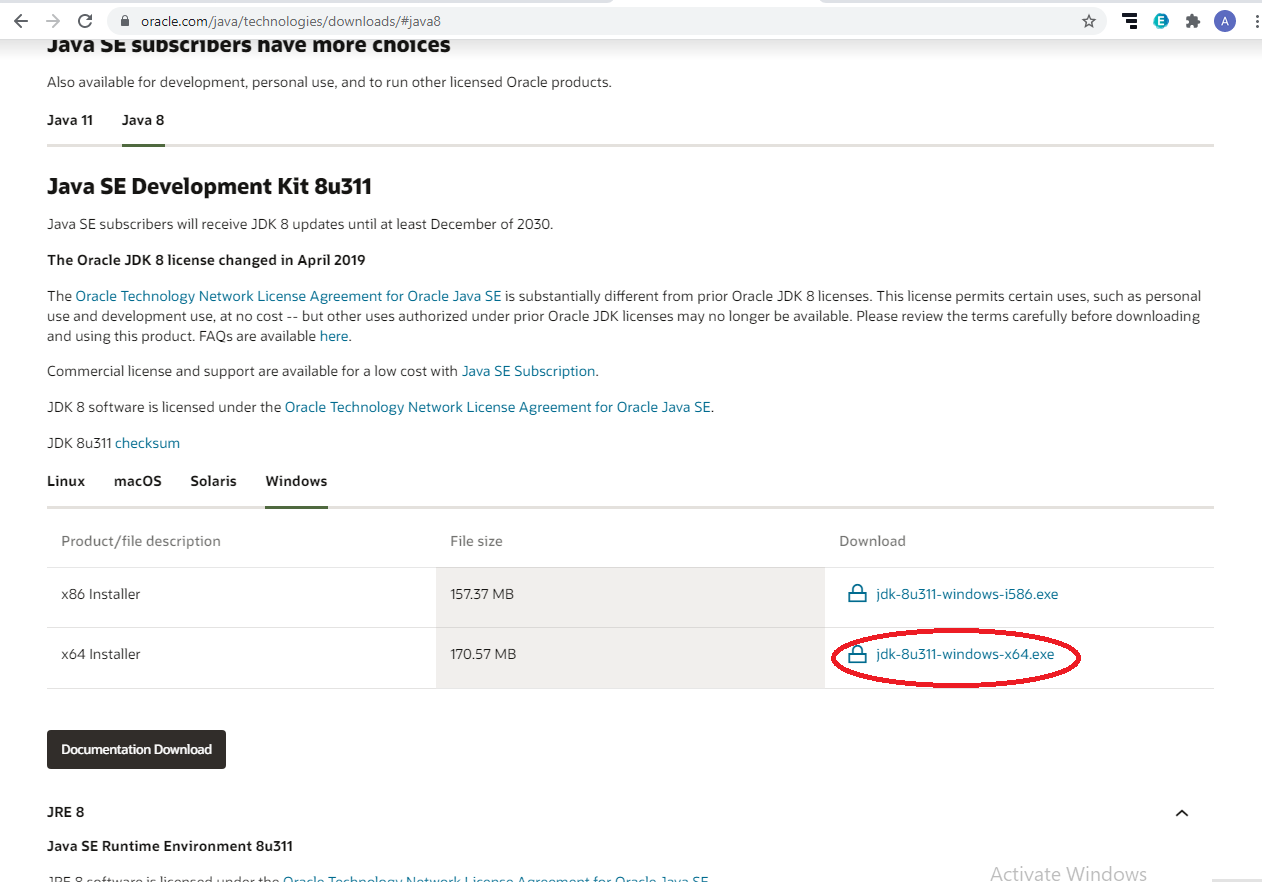 oracle.com/java/technologies/downloads/#java8
A
Java SE subscribers have more choices
Also available for development, personal use, and to run other licensed Oracle products.
Java 11 Java 8
Java SE Development Kit 8u311
Java SE subscribers will receive JDK 8 updates until at least December of 2030.
The Oracle JDK 8 license changed in April 2019
The Oracle Technology Network License Agreement for Oracle Java SE is substantially different from prior Oracle JDK 8 licenses. This license permits certain uses, such as personal
use and development use, at no cost -- but other uses authorized under prior Oracle JDK licenses may no longer be available. Please review the terms carefully before downloading
and using this product. FAQs are available here.
Commercial license and support are available for a low cost with Java SE Subscription.
JDK 8 software is licensed under the Oracle Technology Network License Agreement for Oracle Java SE.
JDK 8u311 checksum
Linux macOS Solaris Windows
Product/file description File size Download
x86 Installer 157.37 MB jdk-8u311-windows-i586.exe
x64 Installer 170.57 MB jdk-8u311-windows-x64.exe
Documentation Download
JRE 8
Java SE Runtime Environment 8u311
JRE 8 software is licensed under the Oracle Technology Network License Agreement for Oracle Java SE
Activate Windows